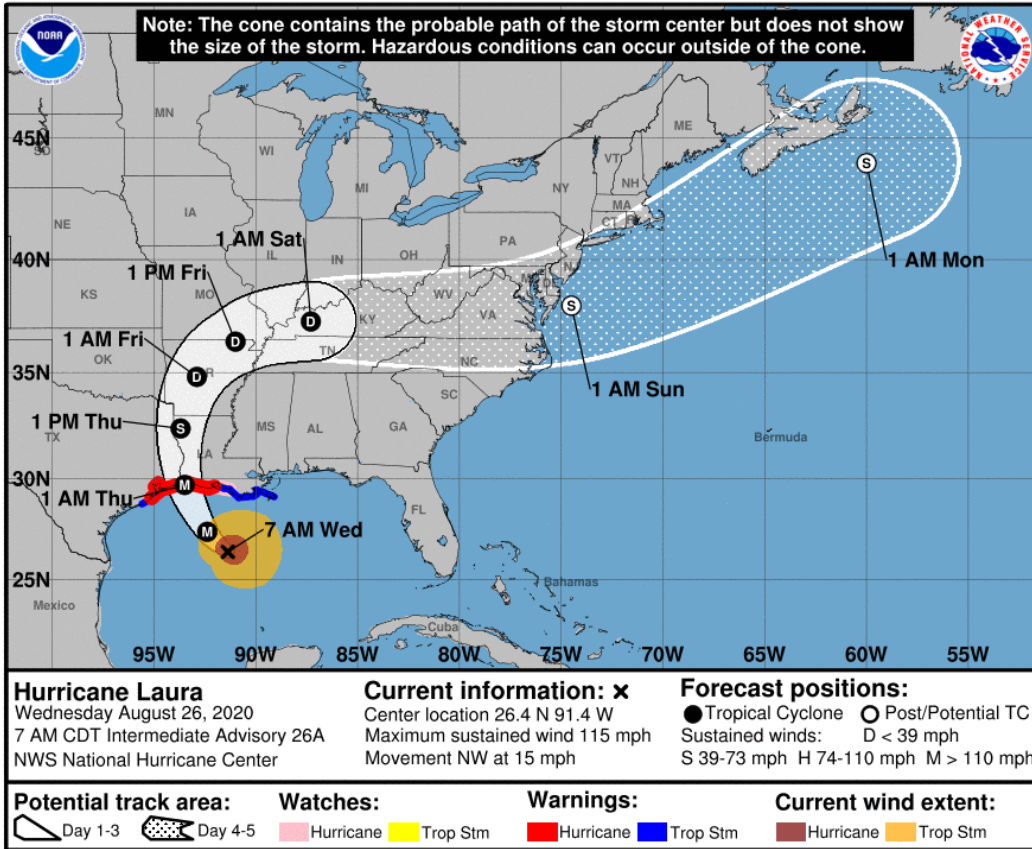 Note: The cone contains the probable path of the storm center but does not show
the size of the storm. Hazardous conditions can occur outside of the cone.
NOAA
NATIONAL WEATHER SERVICE
MN
ME
45N
SD
WI
VT
MI
NH
NY
MA
CT
R
NE
IA
1 AM Sat
PA
40N
IL
IN
OH
NJ
1 AM Mon
1 PM Fri
M
DE
KS
MO
WV
D
KY
VA
S
1 AM Fri
D
TN
NC
35N
OK
R
D
1 AM Sun
SC
1 PM Thu
S
MS
AL
GA
TX
LA
Bermuda
30N
1 AM Thu
M
FL
M
7 AM Wed
25N
Bahamas
Mexico
Cuba
95W 90W 85W 80W 75W 70W 65W 60W 55W
S
Hurricane Laura
Wednesday August 26, 2020
7 AM CDT Intermediate Advisory 26A
NWS National Hurricane Center
Current information: ×
Center location 26.4 N 91.4 W
Maximum sustained wind 115 mph
Movement NW at 15 mph
Forecast positions:
Tropical Cyclone Post/Potential TC
Sustained winds: D < 39 mph
S 39-73 mph H 74-110 mph M > 110 mph
Potential track area:
Day 1-3 Day 4-5
Watches:
Hurricane Trop Stm
Warnings:
Hurricane Trop Stm
Current wind extent:
Hurricane Trop Stm